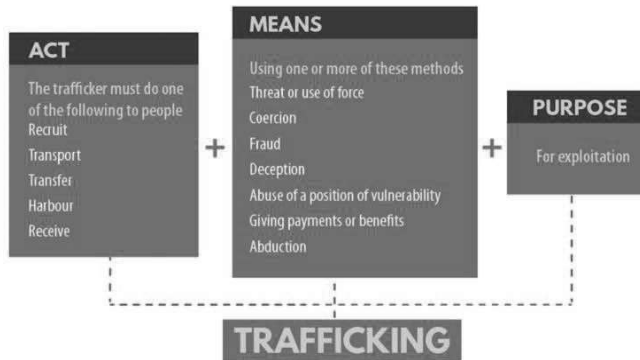 ACT
The trafficker must do one
of the following to people
Recruit
Transport
Transfer
Harbour
Receive
+
MEANS
Using one or more of these methods
Threat or use of force
Coercion
Fraud
Deception
Abuse of a position of vulnerability
Giving payments or benefits
Abduction
+
PURPOSE
For exploitation
TRAFFICKING